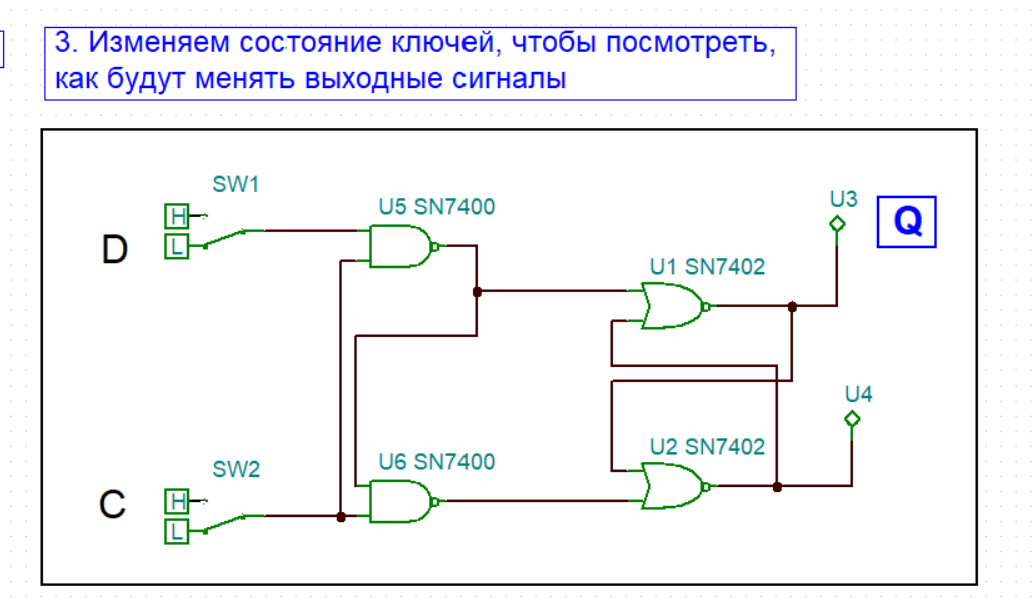 3. Изменяем состояние ключей, чтобы посмотреть,
как будут менять выходные сигналы
SW1
H
L
D
U5 SN7400
U3
Q
U1 SN7402
U4
U2 SN7402
U6 SN7400
SW2
H
L
C